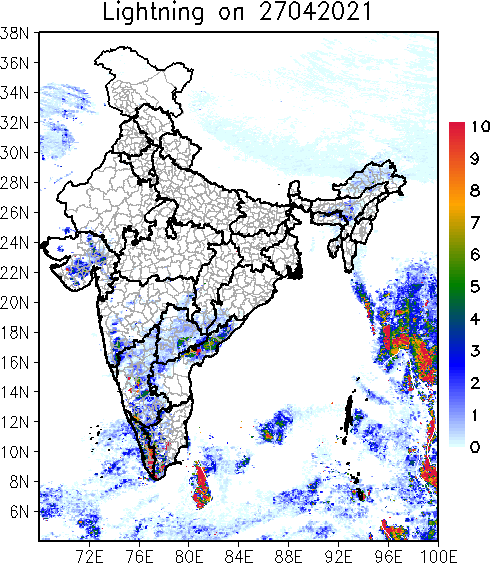 Lightning on 27042021
38N
36N
34N
32N
30N
28N
26N
24N
22N
20N
18N
16N
14N
12N
10N
8N
6N
10
9
8
7
6
5
4
3
2
1
0
72E 76E 80E 84E 88E 92E 96E 100E